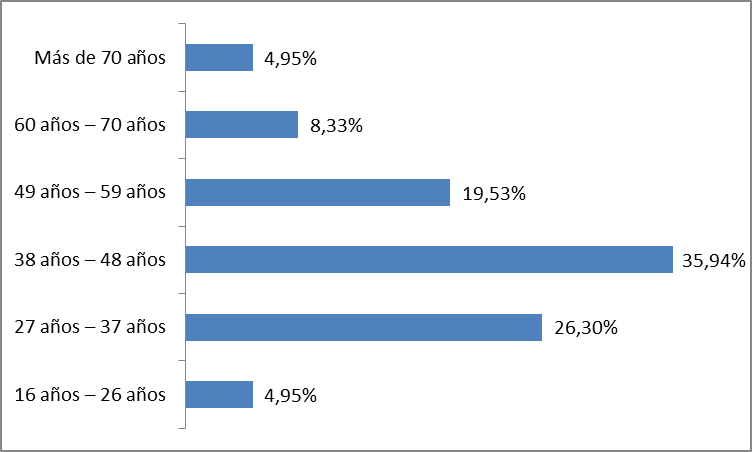 Más de 70 años 4,95%
60 años – 70 años 8,33%
49 años – 59 años 19,53%
38 años – 48 años 35,94%
27 años – 37 años 26,30%
16 años – 26 años 4,95%